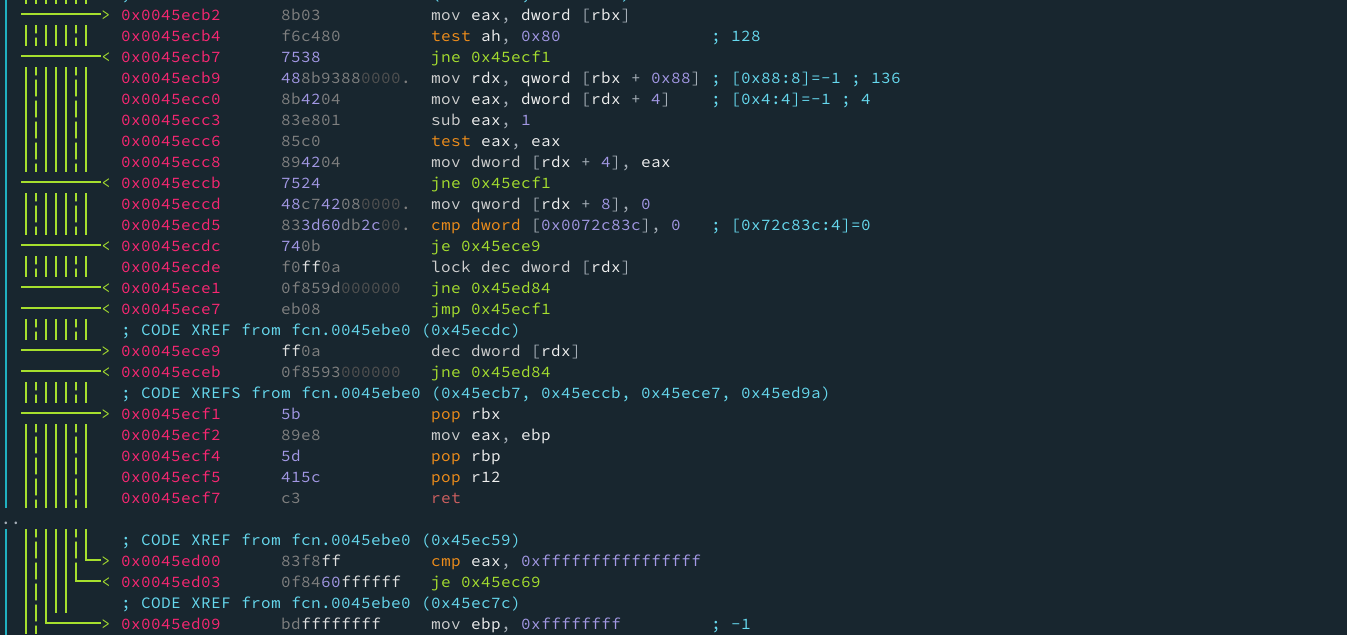 0x0045ecb2 8b03 mov eax, dword [rbx]
0x0045ecb4 f6c480 test ah, 0x80 ; 128
0x0045ecb7 7538 jne 0x45ecf1
0x0045ecb9 488b93880000. mov rdx, qword [rbx + 0x88] ; [0x88:8]=-1 ; 136
0x0045ecc0 8b4204 mov eax, dword [rdx + 4] ; [0x4:4]=-1 ; 4
0x0045ecc3 83e801 sub eax, 1
0x0045ecc6 85c0 test eax, eax
0x0045ecc8 894204 mov dword [rdx + 4], eax
0x0045eccb 7524 jne 0x45ecf1
0x0045eccd 48c742080000. mov qword [rdx + 8], 0
0x0045ecd5 833d60db2c00. cmp dword [0x0072c83c], 0 ; [0x72c83c:4]=0
0x0045ecdc 740b je 0x45ece9
0x0045ecde f0ff0a lock dec dword [rdx]
0x0045ece1 0f859d000000 jne 0x45ed84
0x0045ece7 eb08 jmp 0x45ecf1
; CODE XREF from fcn.0045ebe0 (0x45ecdc)
0x0045ece9 ff0a dec dword [rdx]
0x0045eceb 0f8593000000 jne 0x45ed84
; CODE XREFS from fcn.0045ebe0 (0x45ecb7, 0x45eccb, 0x45ece7, 0x45ed9a)
0x0045ecf1 5b pop rbx
0x0045ecf2 89e8 mov eax, ebp
0x0045ecf4 5d pop rbp
0x0045ecf5 415c pop r12
0x0045ecf7 c3 ret
..
; CODE XREF from fcn.0045ebe0 (0x45ec59)
0x0045ed00 83f8ff cmp eax, 0xffffffffffffffff
0x0045ed03 0f8460ffffff je 0x45ec69
; CODE XREF from fcn.0045ebe0 (0x45ec7c)
0x0045ed09 bdffffffff mov ebp, 0xffffffff ; -1